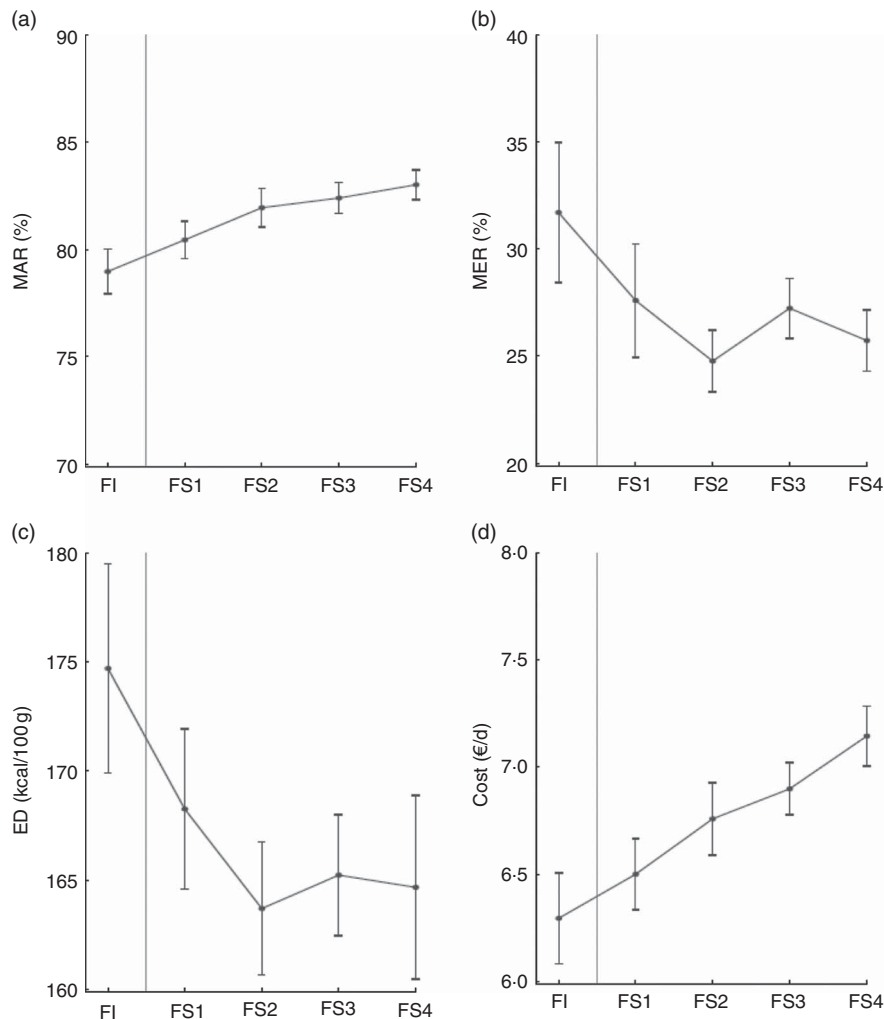 (a)
90
85
80
75
70
MAR (%)
FI FS1 FS2 FS3 FS4
(b)
40
35
30
25
20
MER (%)
FI FS1 FS2 FS3 FS4
(c)
180
175
170
165
160
ED (kcal/100 g)
FI FS1 FS2 FS3 FS4
(d)
8·0
7·5
7·0
6·5
6·0
Cost (€/d)
FI FS1 FS2 FS3 FS4